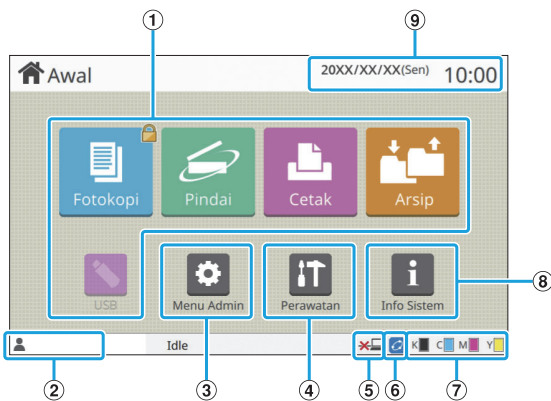 ① ⑨
Awal 20XX/XX/XX(Sen) 10:00
Fotokopi Pindai Cetak Arsip
USB Menu Admin Perawatan Info Sistem ⑧
Idle K C M Y
② ③ ④ ⑤ ⑥ ⑦